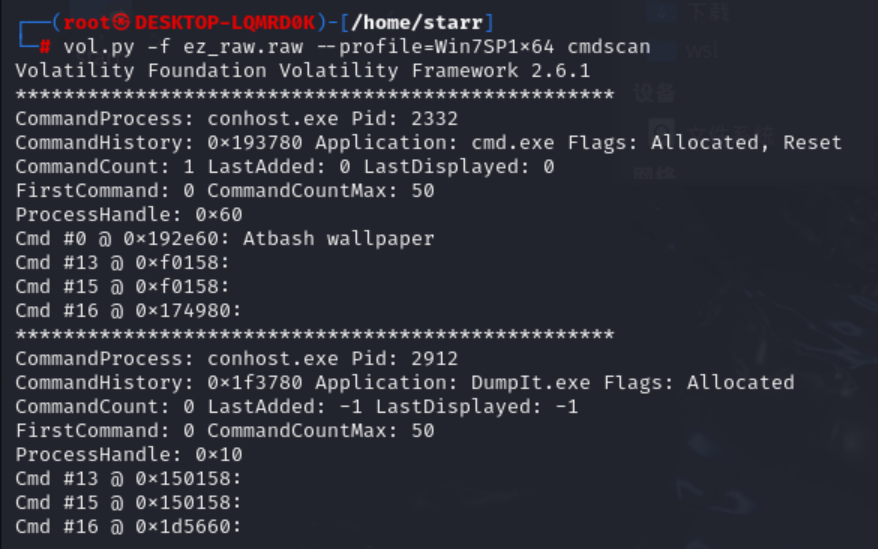 ┌──(root㉿DESKTOP-LQMRD0K)-[/home/starr]
└─# vol.py -f ez_raw.raw --profile=Win7SP1×64 cmdscan
Volatility Foundation Volatility Framework 2.6.1
**************************************************
CommandProcess: conhost.exe Pid: 2332
CommandHistory: 0×193780 Application: cmd.exe Flags: Allocated, Reset
CommandCount: 1 LastAdded: 0 LastDisplayed: 0
FirstCommand: 0 CommandCountMax: 50
ProcessHandle: 0×60
Cmd #0 @ 0×192e60: Atbash wallpaper
Cmd #13 @ 0×f0158:
Cmd #15 @ 0×f0158:
Cmd #16 @ 0×174980:
**************************************************
CommandProcess: conhost.exe Pid: 2912
CommandHistory: 0×1f3780 Application: DumpIt.exe Flags: Allocated
CommandCount: 0 LastAdded: -1 LastDisplayed: -1
FirstCommand: 0 CommandCountMax: 50
ProcessHandle: 0×10
Cmd #13 @ 0×150158:
Cmd #15 @ 0×150158:
Cmd #16 @ 0×1d5660:
下载
wsl
设备